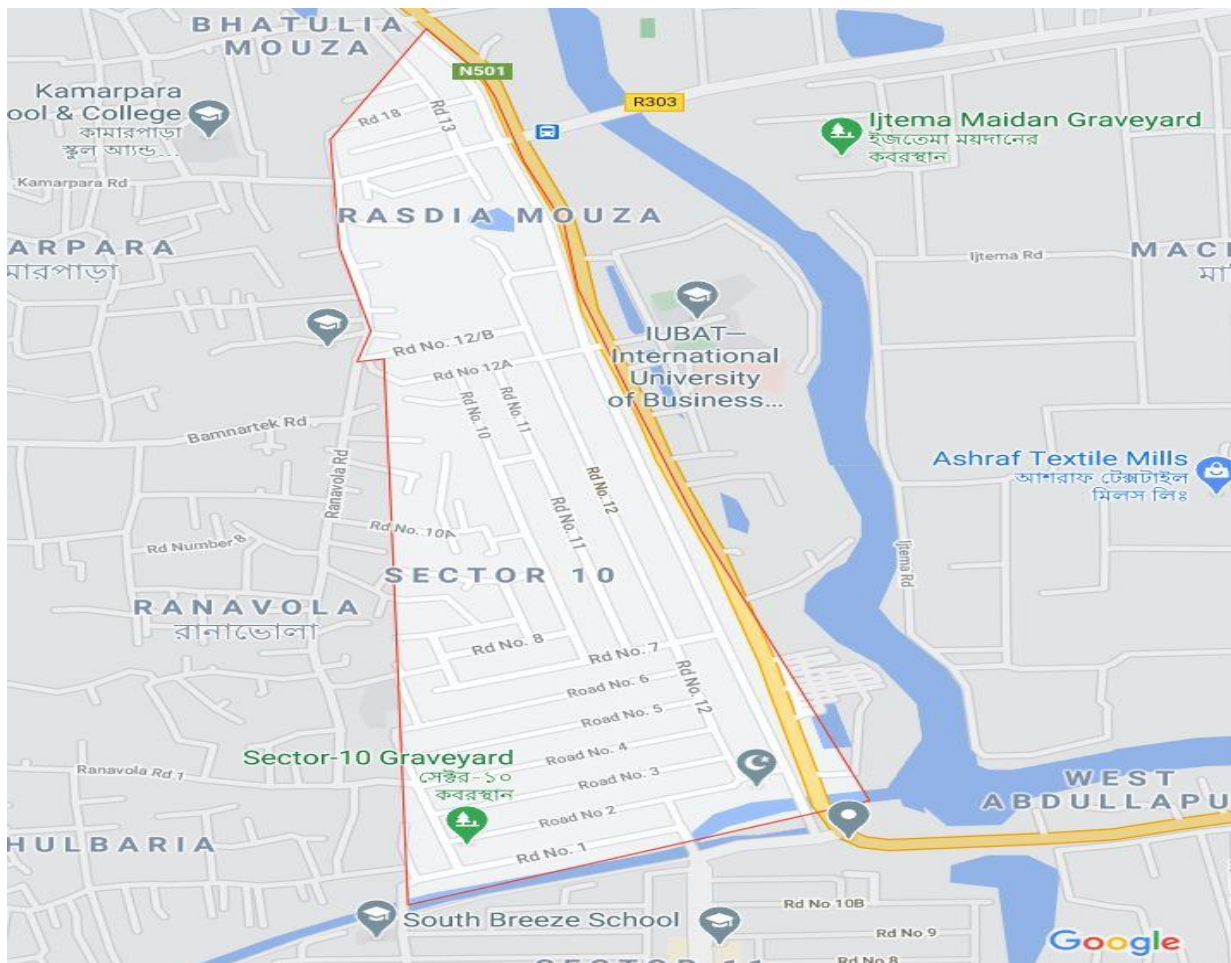 BHATULIA
MOUZA
N501
Kamarpara
ool & College
কামারপাড়া
স্কুল অ্যান্ড...
Rd 18
Rd 13
R303
Ijtema Maidan Graveyard
ইজতেমা ময়দানের
কবরস্থান
Kamarpara Rd
RASDIA MOUZA
ARPARA
মারপাড়া
Ijtema Rd
MACH
মা
IUBAT—
International
University
of Business...
Rd No. 12/B
Rd No 12A
Rd No. 10
Rd No. 11
Bamnartek Rd
Ranavola Rd
Rd No. 12
Ashraf Textile Mills
আশরাফ টেক্সটাইল
মিলস লিঃ
Rd No. 11
Rd No. 10A
Rd Number 8
Ijtema Rd
SECTOR 10
RANAVOLA
রানাভোলা
Rd No. 8
Rd No. 7
Road No. 6
Rd No. 12
Road No. 5
Sector-10 Graveyard
সেক্টর-১০
কবরস্থান
Road No. 4
Road No. 3
Ranavola Rd 1
WEST
ABDULLAPU
Road No 2
HULBARIA
Rd No. 1
South Breeze School
Rd No 10B
Rd No 9
Rd No 8
SECTOR 11
Google